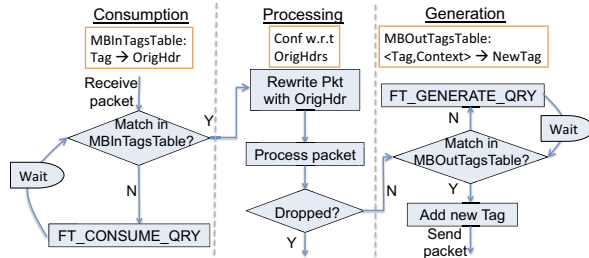 Consumption
MBInTagsTable:
Tag → OrigHdr
Receive
packet
Match in
MBInTagsTable?
Y
Wait
N
FT_CONSUME_QRY
Processing
Conf w.r.t
OrigHdrs
Rewrite Pkt
with OrigHdr
Process packet
Dropped?
N
Y
Generation
MBOutTagsTable:
<Tag,Context> → NewTag
FT_GENERATE_QRY
N
Wait
Match in
MBOutTagsTable?
Y
Add new Tag
Send
packet